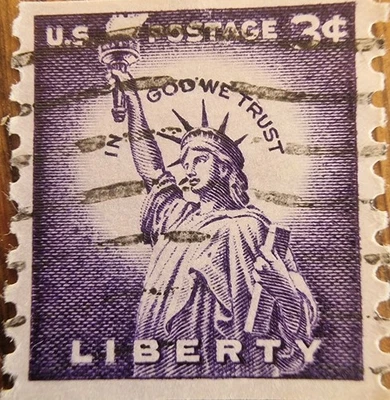 U.S. POSTAGE 3¢
IN GOD WE TRUST
LIBERTY